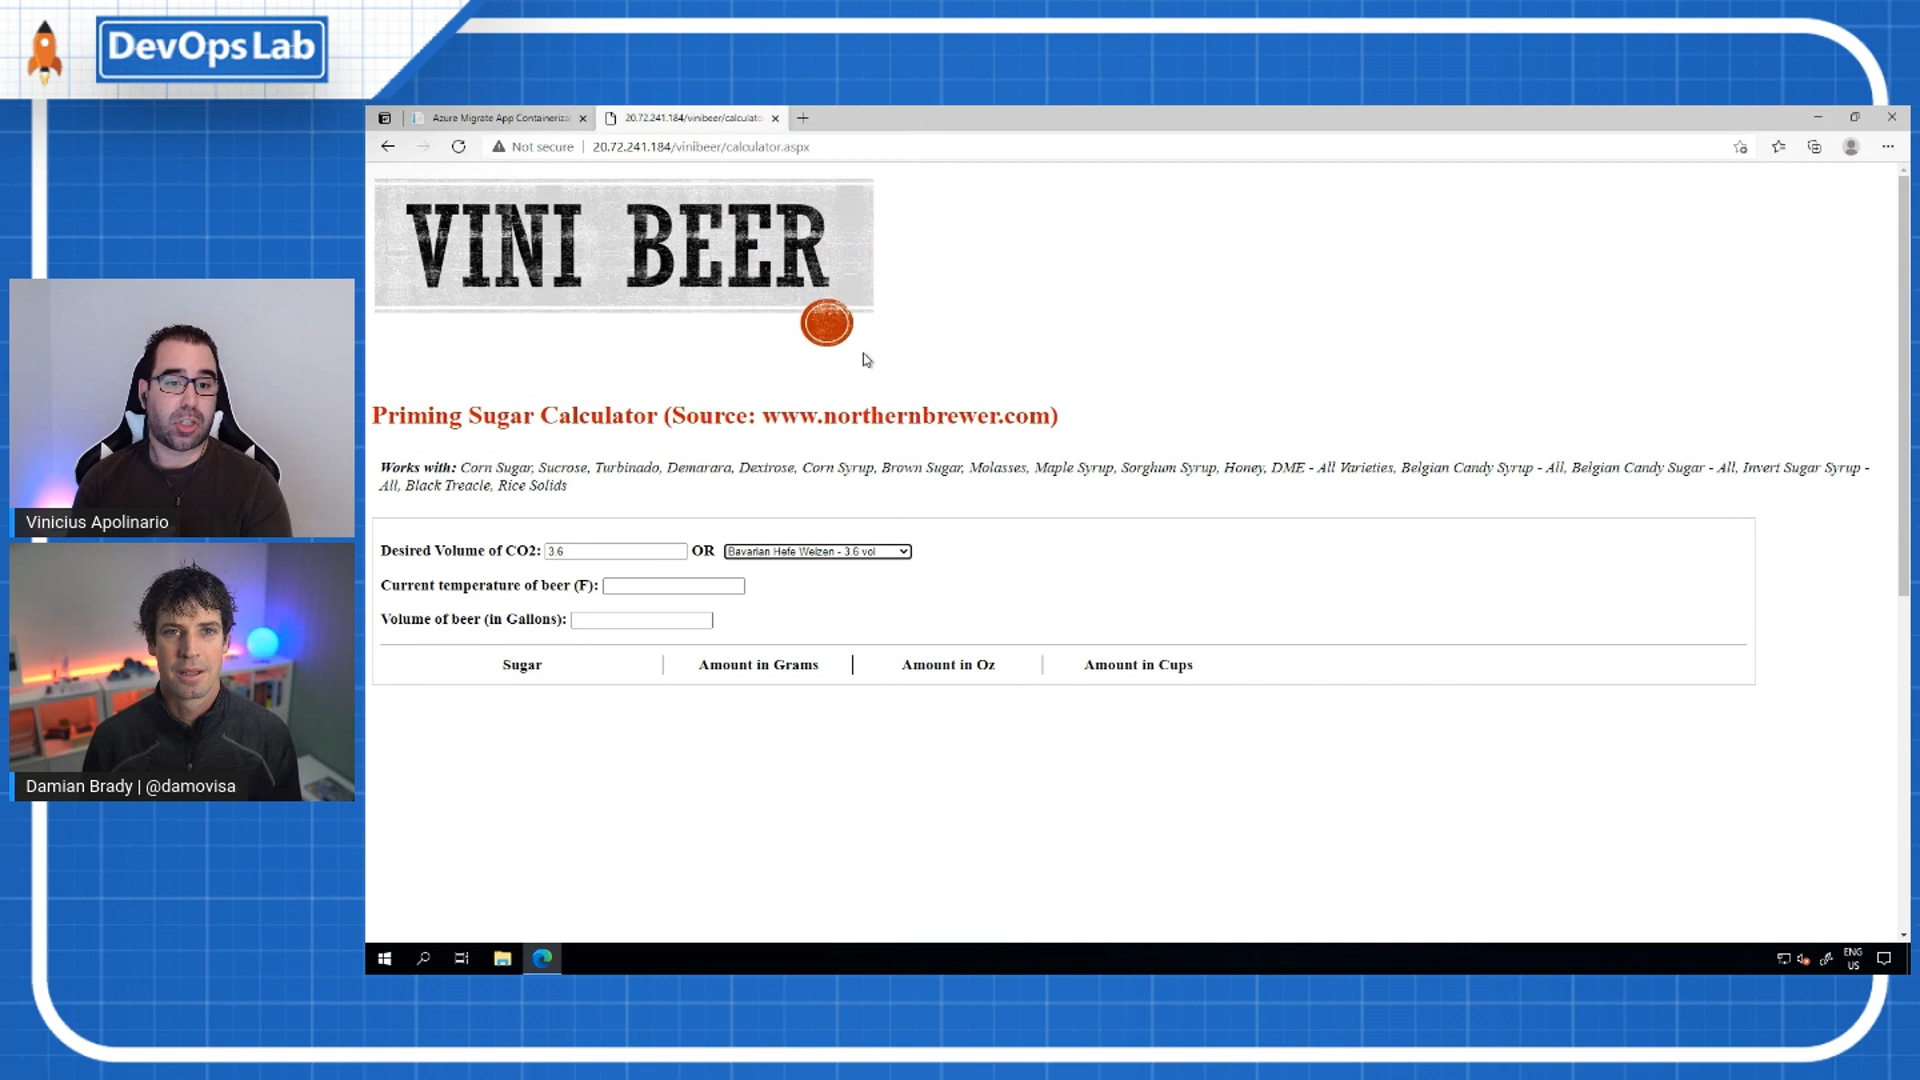 DevOps Lab
Azure Migrate App Containeriza
20.72.241.184/vinibeer/calculato
Not secure | 20.72.241.184/vinibeer/calculator.aspx
VINI BEER
Priming Sugar Calculator (Source: www.northernbrewer.com)
Works with: Corn Sugar, Sucrose, Turbinado, Demarara, Dextrose, Corn Syrup, Brown Sugar, Molasses, Maple Syrup, Sorghum Syrup, Honey, DME - All Varieties, Belgian Candy Syrup - All, Belgian Candy Sugar - All, Invert Sugar Syrup -
All, Black Treacle, Rice Solids
Desired Volume of CO2: 3.6 OR Bavarian Hefe Weizen - 3.6 vol
Current temperature of beer (F):
Volume of beer (in Gallons):
Sugar | Amount in Grams | Amount in Oz | Amount in Cups
Vinicius Apolinario
Damian Brady | @damovisa
ENG
US